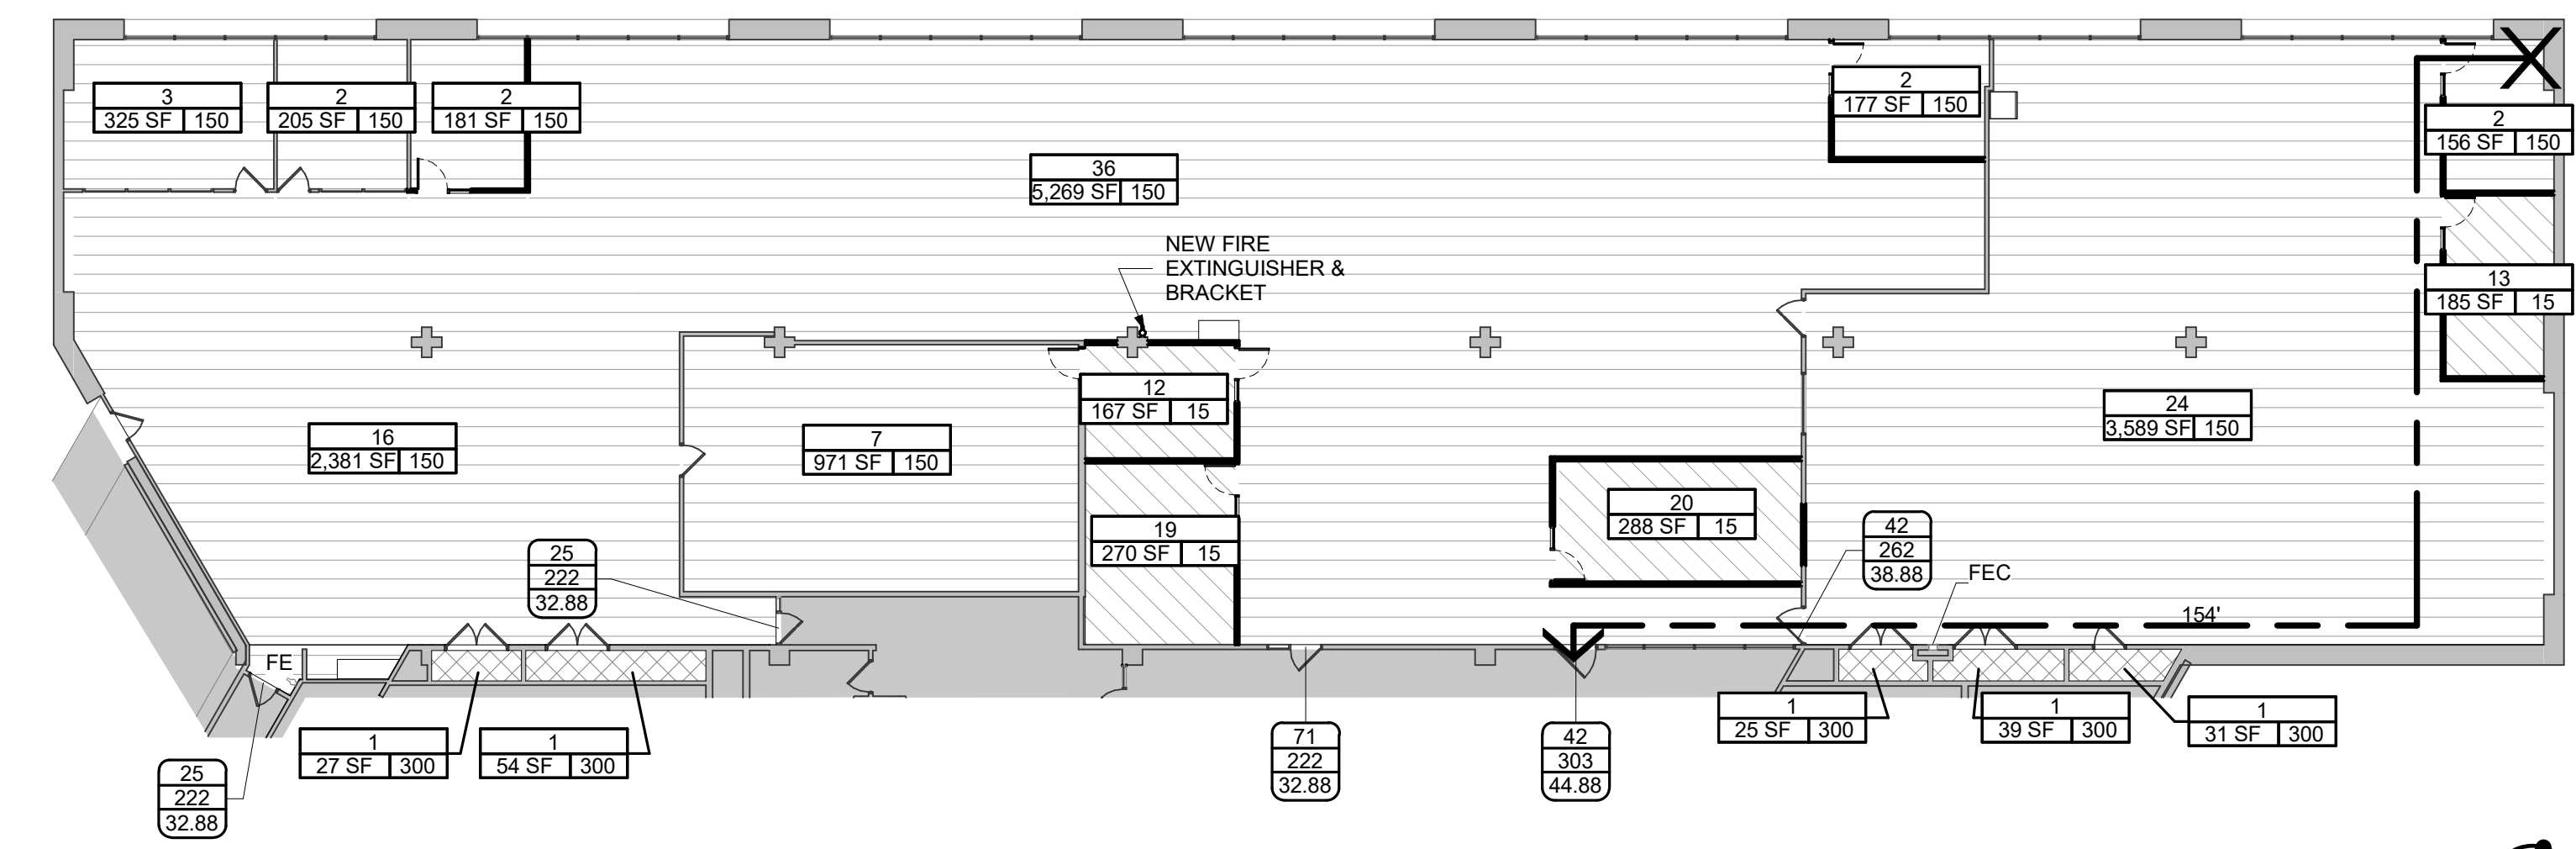 3
325 SF 150
2
205 SF 150
2
181 SF 150
2
177 SF 150
2
156 SF 150
36
5,269 SF 150
NEW FIRE
EXTINGUISHER &
BRACKET
13
185 SF 15
12
167 SF 15
24
3,589 SF 150
16
2,381 SF 150
7
971 SF 150
20
288 SF 15
19
270 SF 15
42
262
38.88
25
222
32.88
FEC
154'
FE
1
25 SF 300
1
39 SF 300
1
31 SF 300
1
27 SF 300
1
54 SF 300
71
222
32.88
42
303
44.88
25
222
32.88